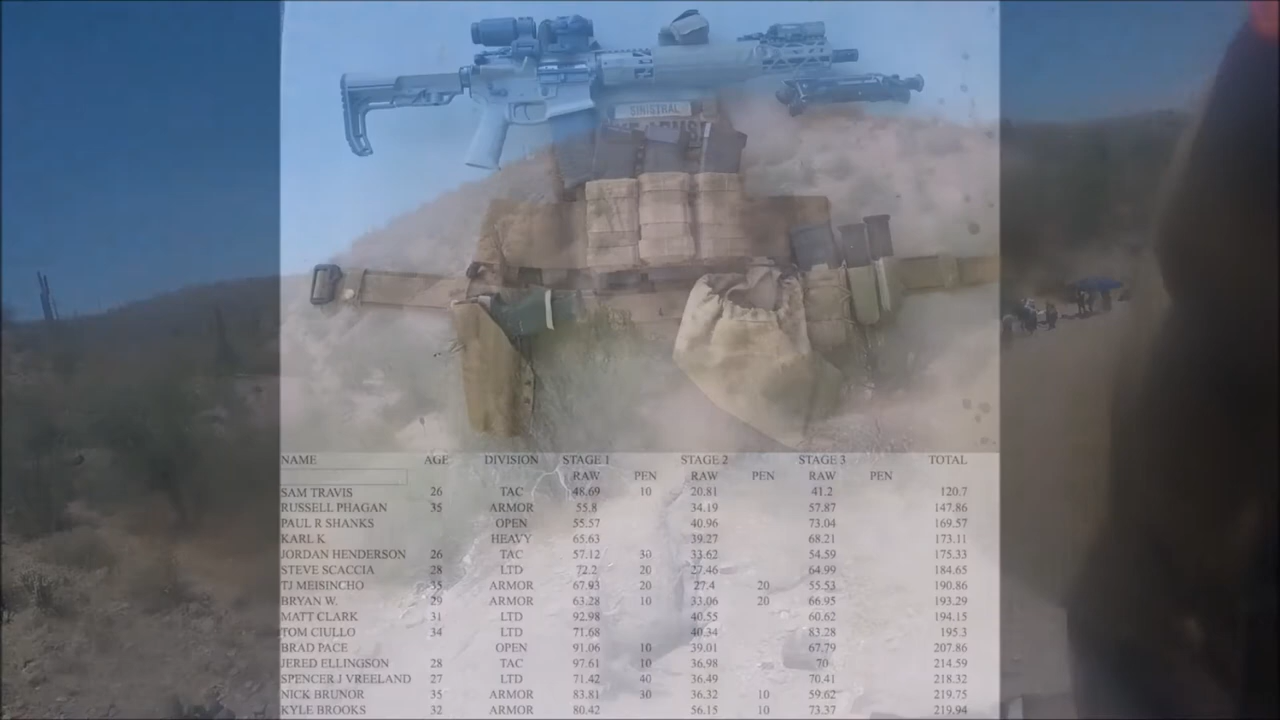 SINISTRAL
NAME AGE DIVISION STAGE 1 STAGE 2 STAGE 3 TOTAL
RAW PEN RAW PEN RAW PEN
SAM TRAVIS 26 TAC 48.69 10 20.81 41.2 120.7
RUSSELL PHAGAN 35 ARMOR 55.8 34.19 57.87 147.86
PAUL R SHANKS OPEN 55.57 40.96 73.04 169.57
KARL K HEAVY 65.63 39.27 68.21 173.11
JORDAN HENDERSON 26 TAC 57.12 30 33.62 54.59 175.33
STEVE SCACCIA 28 LTD 72.2 20 27.46 64.99 184.65
TJ MEISINCHO 35 ARMOR 67.93 20 27.4 20 55.53 190.86
BRYAN W. 29 ARMOR 63.28 10 33.06 20 66.95 193.29
MATT CLARK 31 LTD 92.98 40.55 60.62 194.15
TOM CIULLO 34 LTD 71.68 40.34 83.28 195.3
BRAD PACE OPEN 91.06 10 39.01 67.79 207.86
JERED ELLINGSON 28 TAC 97.61 10 36.98 70 214.59
SPENCER J VREELAND 27 LTD 71.42 40 36.49 70.41 218.32
NICK BRUNOR 35 ARMOR 83.81 30 36.32 10 59.62 219.75
KYLE BROOKS 32 ARMOR 80.42 56.15 10 73.37 219.94